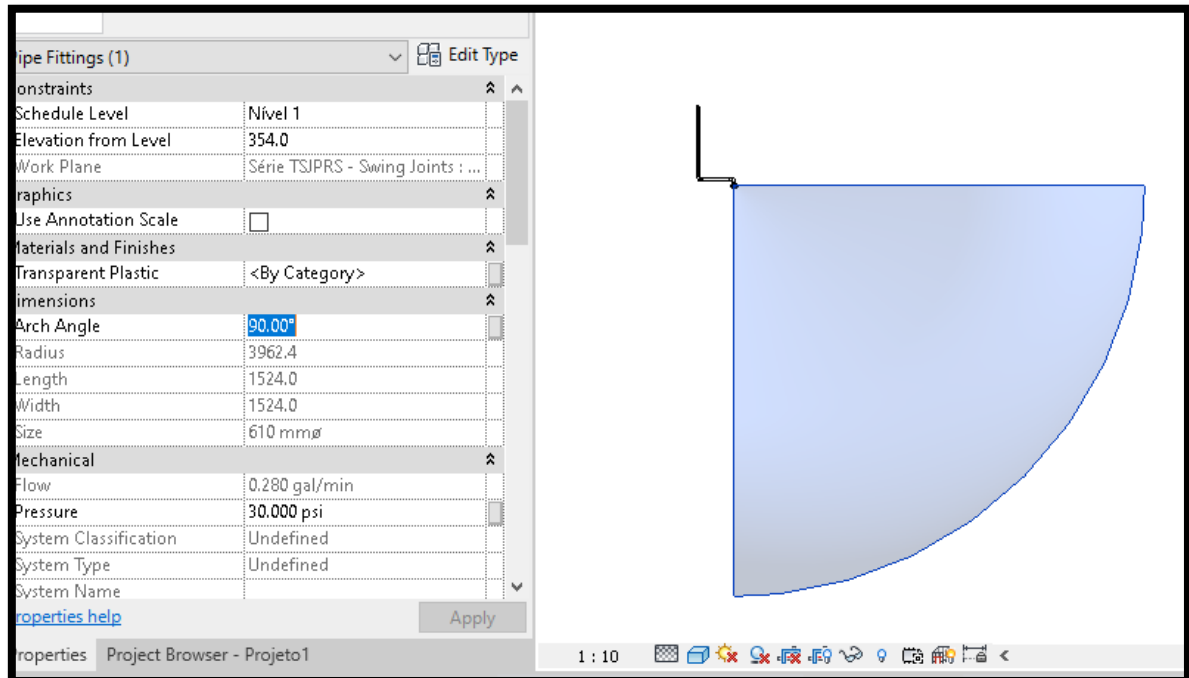 ipe Fittings (1) Edit Type
onstraints
Schedule Level Nível 1
Elevation from Level 354.0
Work Plane Série TSJPRS - Swing Joints : ...
raphics
Use Annotation Scale
Materials and Finishes
Transparent Plastic <By Category>
imensions
Arch Angle 90.00°
Radius 3962.4
Length 1524.0
Width 1524.0
Size 610 mmø
Mechanical
Flow 0.280 gal/min
Pressure 30.000 psi
System Classification Undefined
System Type Undefined
System Name
roperties help Apply
roperties Project Browser - Projeto1
1 : 10